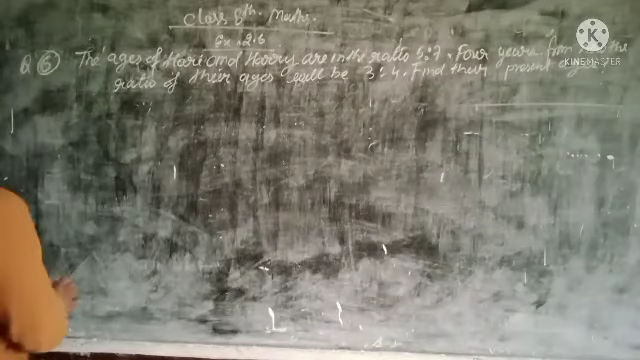 Class 8th. Maths.
Ex. 2.6
Q 6 The ages of Hari and Harry are in the ratio 5:7. Four years from now the
ratio of their ages will be 3:4. Find their present ages.
KINEMASTER